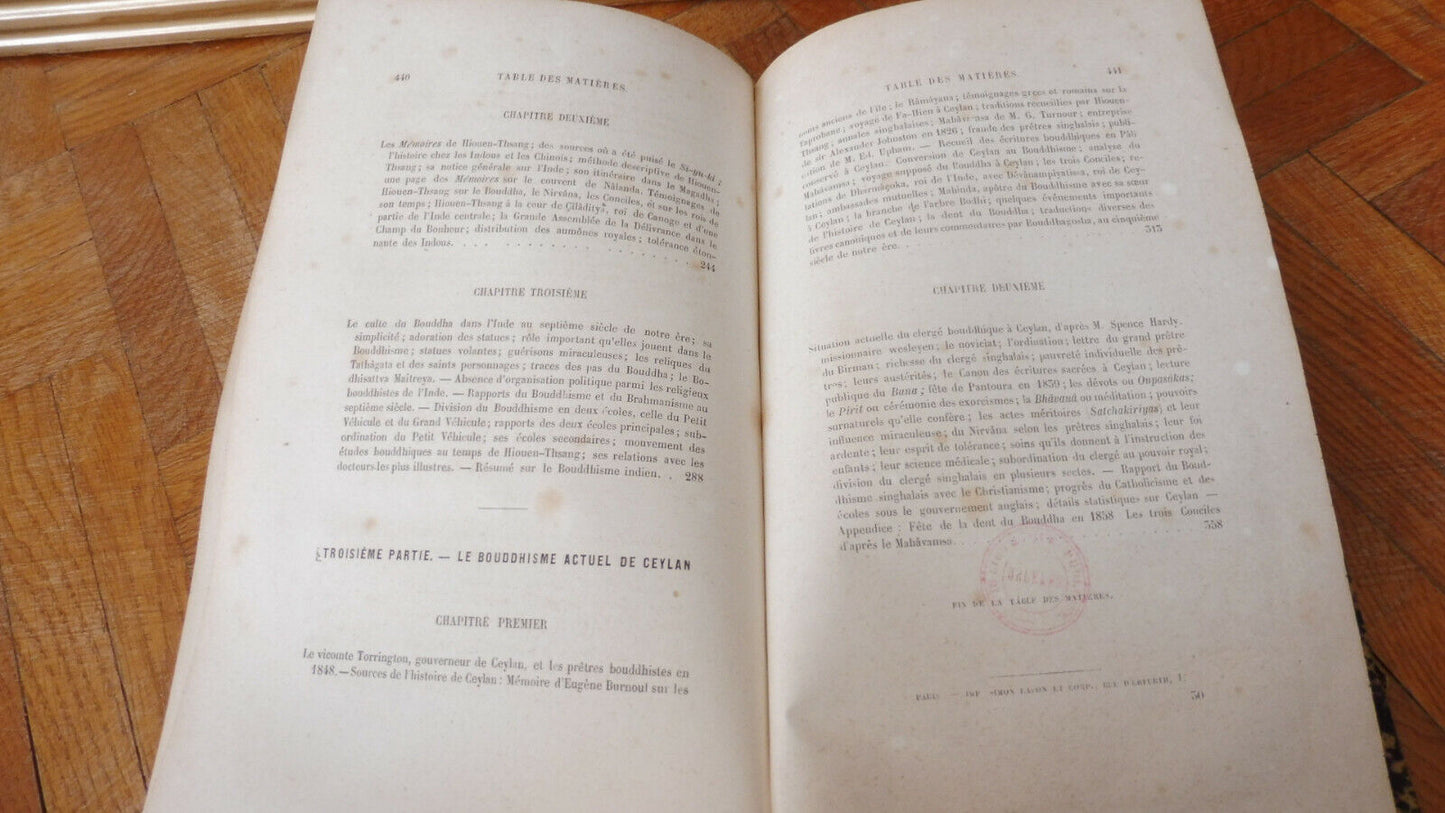 440 TABLE DES MATIÈRES.
CHAPITRE DEUXIÈME
Les Mémoires de Hiouen-Thsang; des sources où a été puisé le Si-yu-ki;
l'histoire chez les Indous et les Chinois; méthode descriptive de Hiouen-
Thsang; sa notice générale sur l'Inde; son itinéraire dans le Magadha;
une page des Mémoires sur le couvent de Nâlanda. Témoignages de
Hiouen-Thsang sur le Bouddha, le Nirvâna, les Conciles, et sur les rois de
son temps; Hiouen-Thsang à la cour de Çilâditya, roi de Canoge et d'une
partie de l'Inde centrale; la Grande Assemblée de la Délivrance dans le
Champ du Bonheur; distribution des aumônes royales; tolérance éton-
nante des Indous. . . . . . . . . . . . . . 244
CHAPITRE TROISIÈME
Le culte du Bouddha dans l'Inde au septième siècle de notre ère; sa
simplicité; adoration des statues; rôle important qu'elles jouent dans le
Bouddhisme; statues volantes; guérisons miraculeuses; les reliques du
Tathâgata et des saints personnages; traces des pas du Bouddha; le Bo-
dhisattva Maîtreya. — Absence d'organisation politique parmi les religieux
bouddhistes de l'Inde. — Rapports du Bouddhisme et du Brahmanisme au
septième siècle. — Division du Bouddhisme en deux écoles, celle du Petit
Véhicule et du Grand Véhicule; rapports des deux écoles principales; sub-
ordination du Petit Véhicule; ses écoles secondaires; mouvement des
études bouddhiques au temps de Hiouen-Thsang; ses relations avec les
docteurs les plus illustres. — Résumé sur le Bouddhisme indien. . 288
TROISIÈME PARTIE. — LE BOUDDHISME ACTUEL DE CEYLAN
CHAPITRE PREMIER
Le vicomte Torrington, gouverneur de Ceylan, et les prêtres bouddhistes en
1848.—Sources de l'histoire de Ceylan: Mémoire d'Eugène Burnouf sur les
TABLE DES MATIÈRES. 441
noms anciens de l'île; le Râmâyana; témoignages grecs et romains sur la
Taprobane; voyage de Fa-Hien à Ceylan; traditions recueillies par Hiouen-
Thsang; annales singhalaises; Mahâvamsa de M. G. Turnour; entreprise
de sir Alexander Johnston en 1826; fraude des prêtres singhalais; publi-
cation de M. Ed. Upham. — Recueil des écritures bouddhiques en Pâli
conservé à Ceylan. Conversion de Ceylan au Bouddhisme; analyse du
Mahâvamsa; voyage supposé du Bouddha à Ceylan; les trois Conciles; re-
lations de Dharmâçoka, roi de l'Inde, avec Dêvânampiyatissa, roi de Cey-
lan; ambassades mutuelles; Mahinda, apôtre du Bouddhisme avec sa sœur
à Ceylan; la branche de l'arbre Bodhi; quelques événements importants
de l'histoire de Ceylan; la dent du Bouddha; traductions diverses des
livres canoniques et de leurs commentaires par Bouddhagosha, au cinquième
siècle de notre ère. . 313
CHAPITRE DEUXIÈME
Situation actuelle du clergé bouddhique à Ceylan, d'après M. Spence Hardy,
missionnaire wesleyen; le noviciat; l'ordination; lettre du grand prêtre
du Birman; richesse du clergé singhalais; pauvreté individuelle des prê-
tres; leurs austérités; le Canon des écritures sacrées à Ceylan; lecture
publique du Bana; fête de Pantoura en 1839; les dévots ou Oupasakas;
le Pirit ou cérémonie des exorcismes; la Bhâvanâ ou méditation; pouvoirs
surnaturels qu'elle confère; les actes méritoires Satchakiriyas, et leur
influence miraculeuse; du Nirvâna selon les prêtres singhalais; leur foi
ardente; leur esprit de tolérance; soins qu'ils donnent à l'instruction des
enfants; leur science médicale; subordination du clergé au pouvoir royal;
division du clergé singhalais en plusieurs sectes. — Rapport du Boud-
dhisme singhalais avec le Christianisme; progrès du Catholicisme et des
écoles sous le gouvernement anglais; détails statistiques sur Ceylan —
Appendice; Fête de la dent du Bouddha en 1858 Les trois Conciles
d'après le Mahâvamsa. . . . . . . . . . . . 358
FIN DE LA TABLE DES MATIÈRES.
PARIS — IMP SIMON RAÇON ET COMP., RUE D'ERFURTH, 1.
30